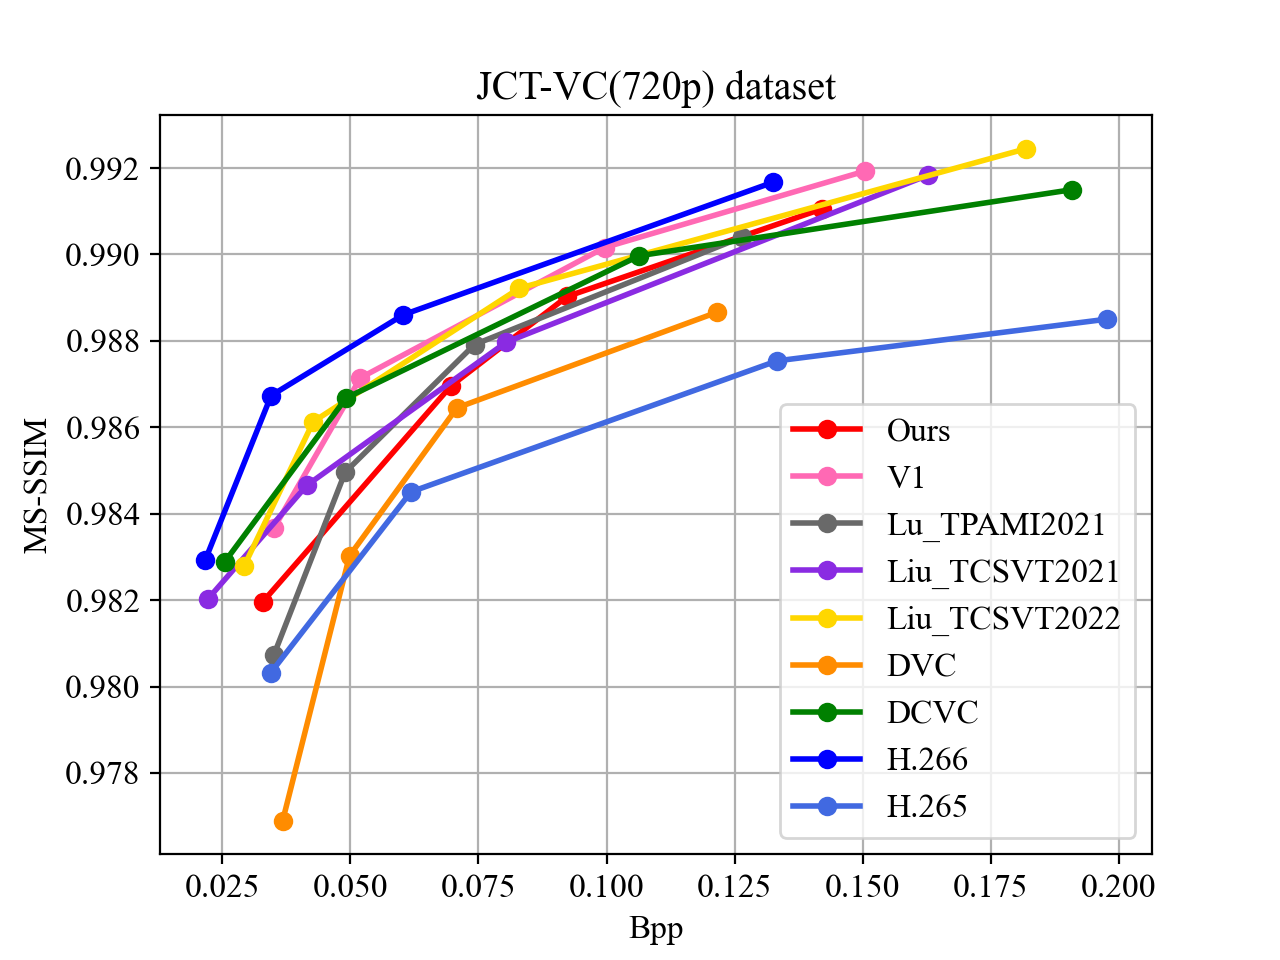 JCT-VC(720p) dataset
MS-SSIM
0.992
0.990
0.988
0.986
0.984
0.982
0.980
0.978
Ours
V1
Lu_TPAMI2021
Liu_TCSVT2021
Liu_TCSVT2022
DVC
DCVC
H.266
H.265
0.025 0.050 0.075 0.100 0.125 0.150 0.175 0.200
Bpp